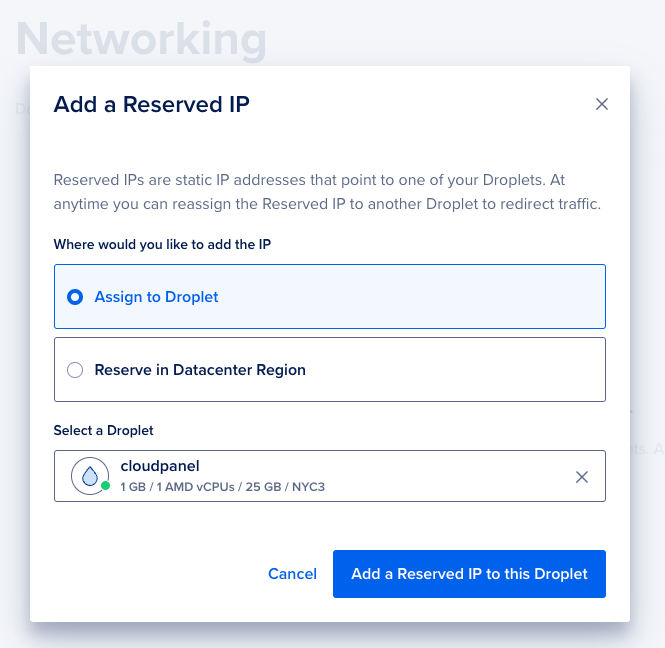 Networking
Add a Reserved IP
Reserved IPs are static IP addresses that point to one of your Droplets. At
anytime you can reassign the Reserved IP to another Droplet to redirect traffic.
Where would you like to add the IP
Assign to Droplet
Reserve in Datacenter Region
Select a Droplet
cloudpanel
1 GB / 1 AMD vCPUs / 25 GB / NYC3
Cancel
Add a Reserved IP to this Droplet